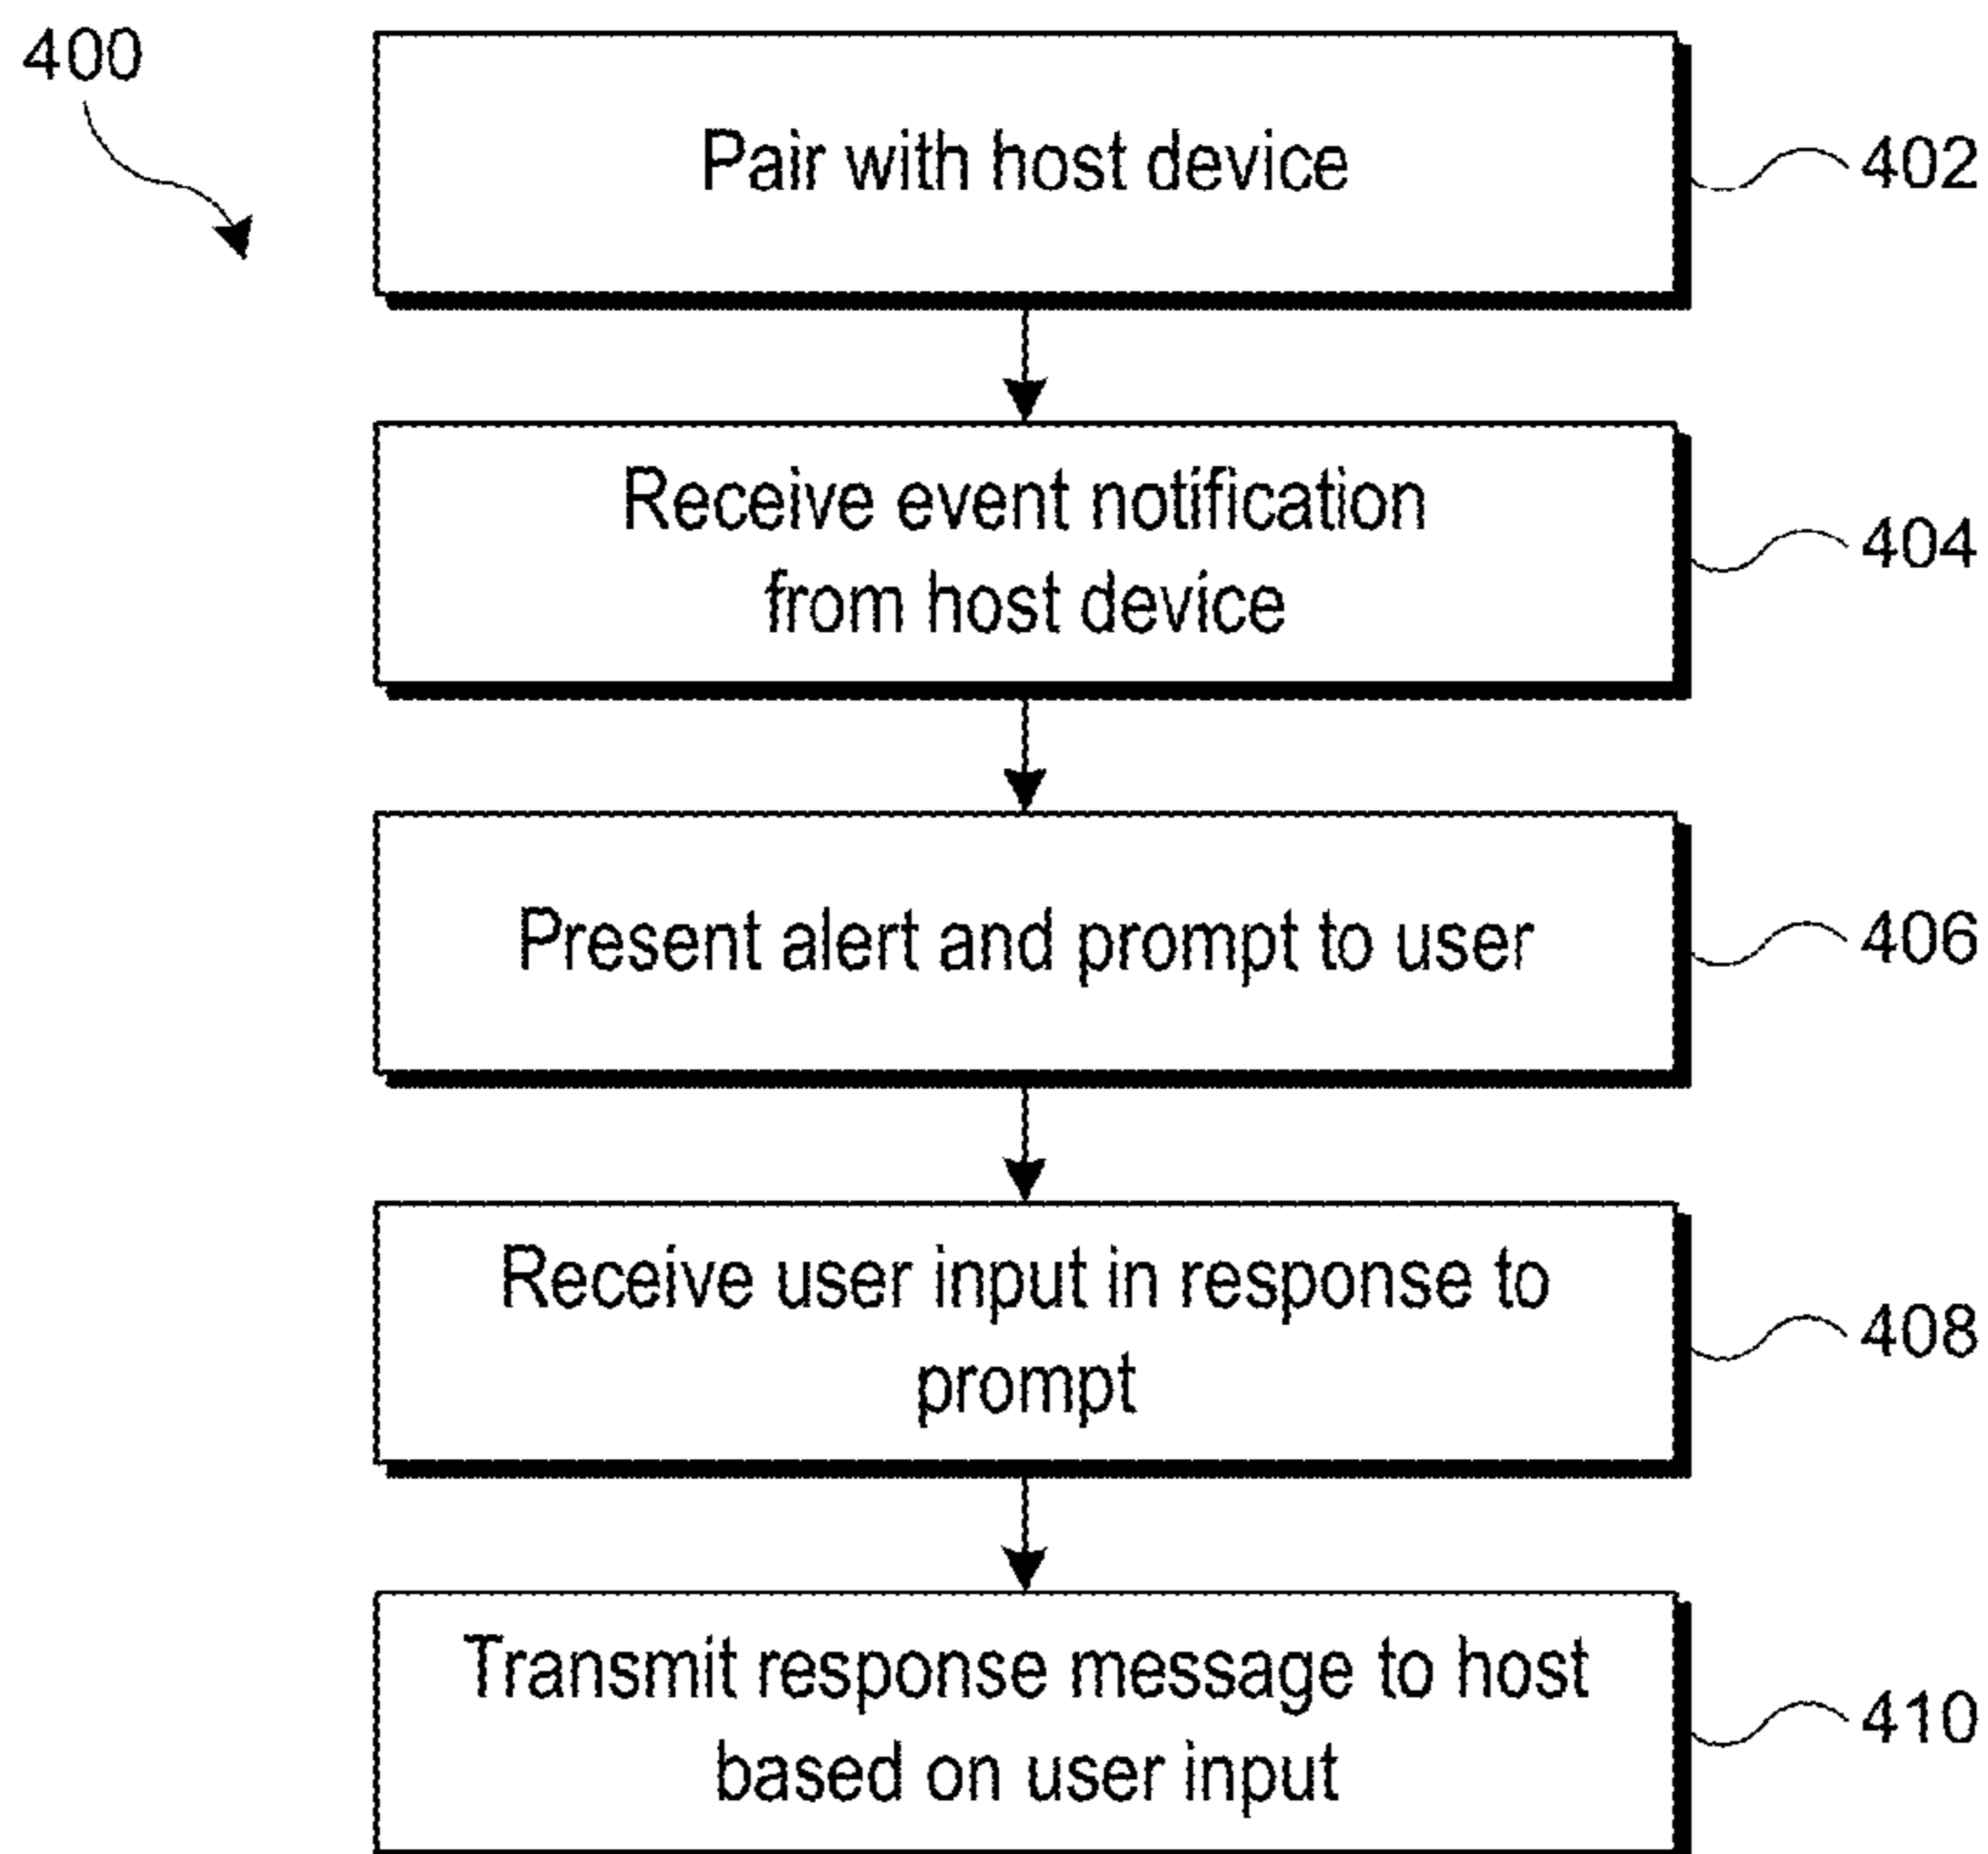 400
Pair with host device
402
Receive event notification
from host device
404
Present alert and prompt to user
406
Receive user input in response to
prompt
408
Transmit response message to host
based on user input
410